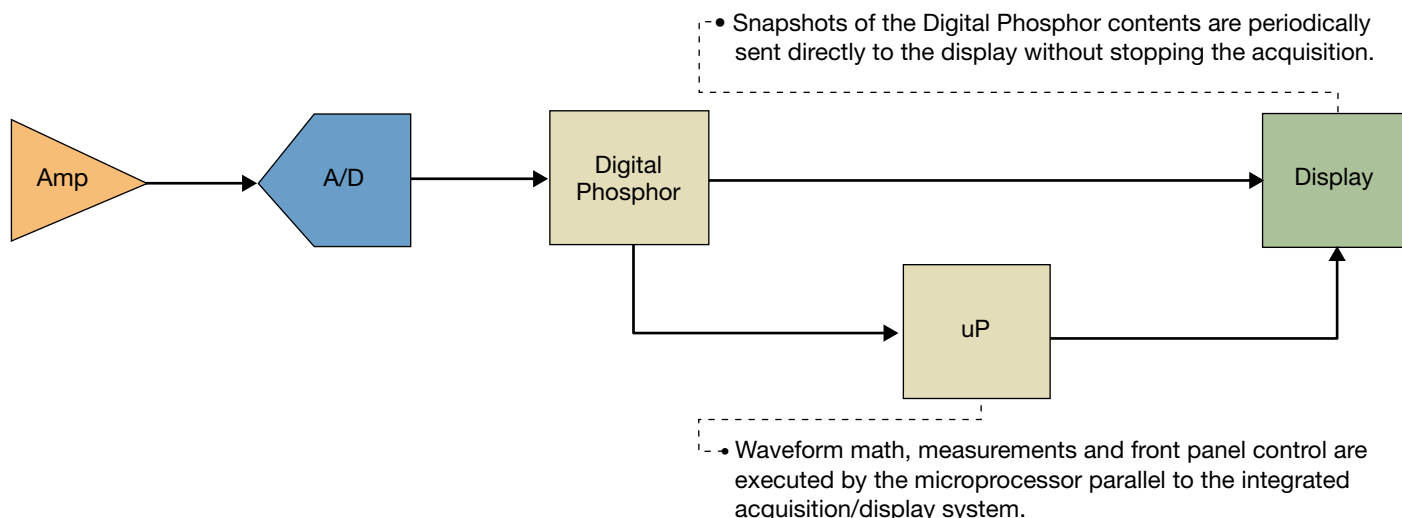 • Snapshots of the Digital Phosphor contents are periodically
sent directly to the display without stopping the acquisition.
Amp
A/D
Digital
Phosphor
Display
uP
• Waveform math, measurements and front panel control are
executed by the microprocessor parallel to the integrated
acquisition/display system.